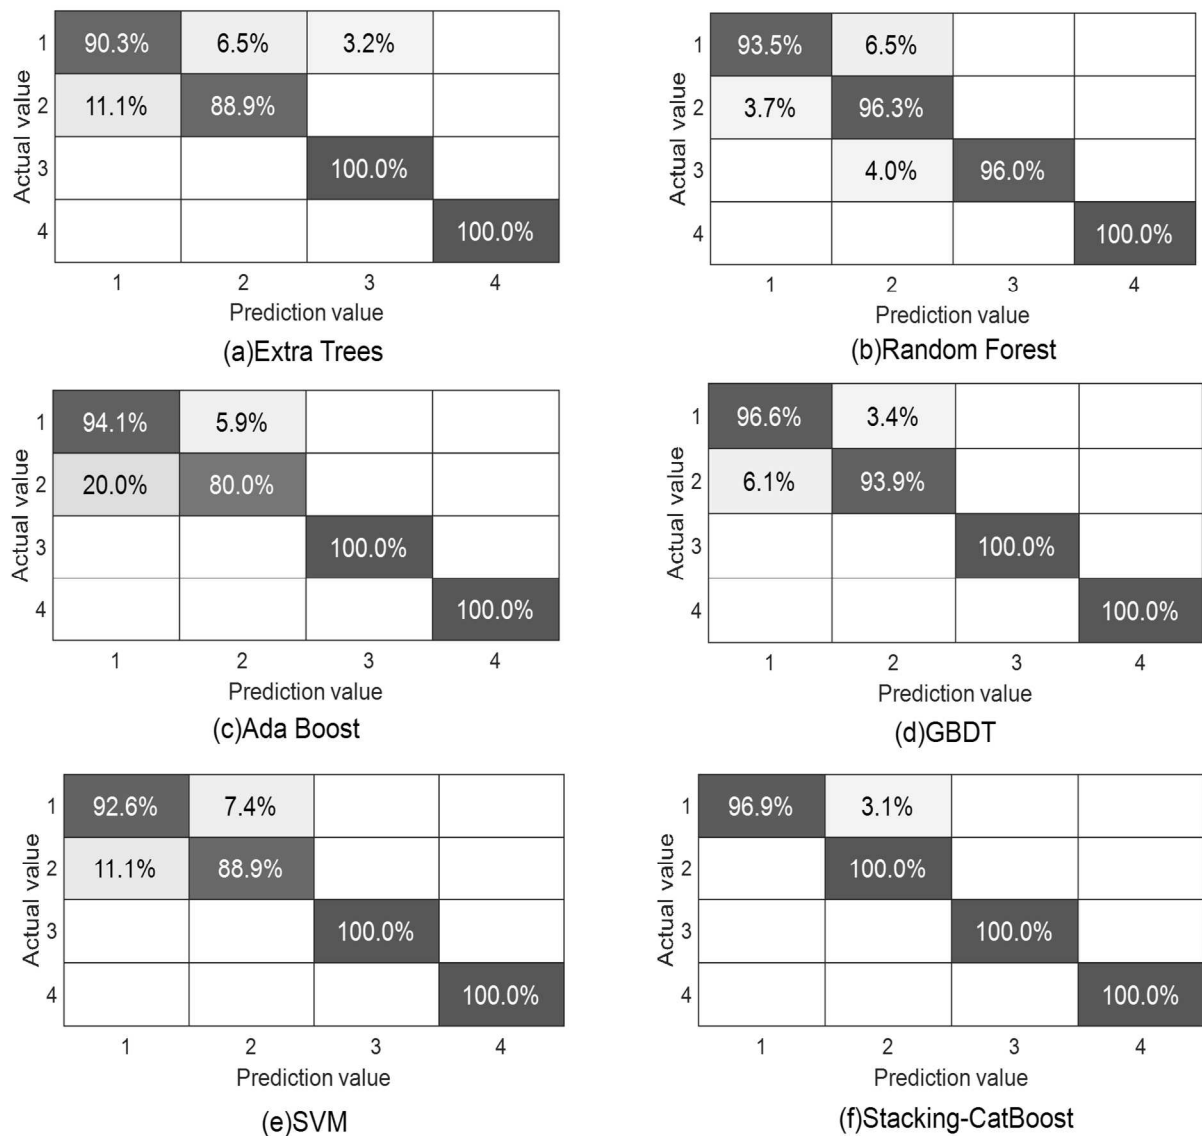 1 90.3% 6.5% 3.2%
2 11.1% 88.9%
3 100.0%
4 100.0%
Actual value
1 2 3 4
Prediction value
(a)Extra Trees
1 93.5% 6.5%
2 3.7% 96.3%
3 4.0% 96.0%
4 100.0%
Actual value
1 2 3 4
Prediction value
(b)Random Forest
1 94.1% 5.9%
2 20.0% 80.0%
3 100.0%
4 100.0%
Actual value
1 2 3 4
Prediction value
(c)Ada Boost
1 96.6% 3.4%
2 6.1% 93.9%
3 100.0%
4 100.0%
Actual value
1 2 3 4
Prediction value
(d)GBDT
1 92.6% 7.4%
2 11.1% 88.9%
3 100.0%
4 100.0%
Actual value
1 2 3 4
Prediction value
(e)SVM
1 96.9% 3.1%
2 100.0%
3 100.0%
4 100.0%
Actual value
1 2 3 4
Prediction value
(f)Stacking-CatBoost